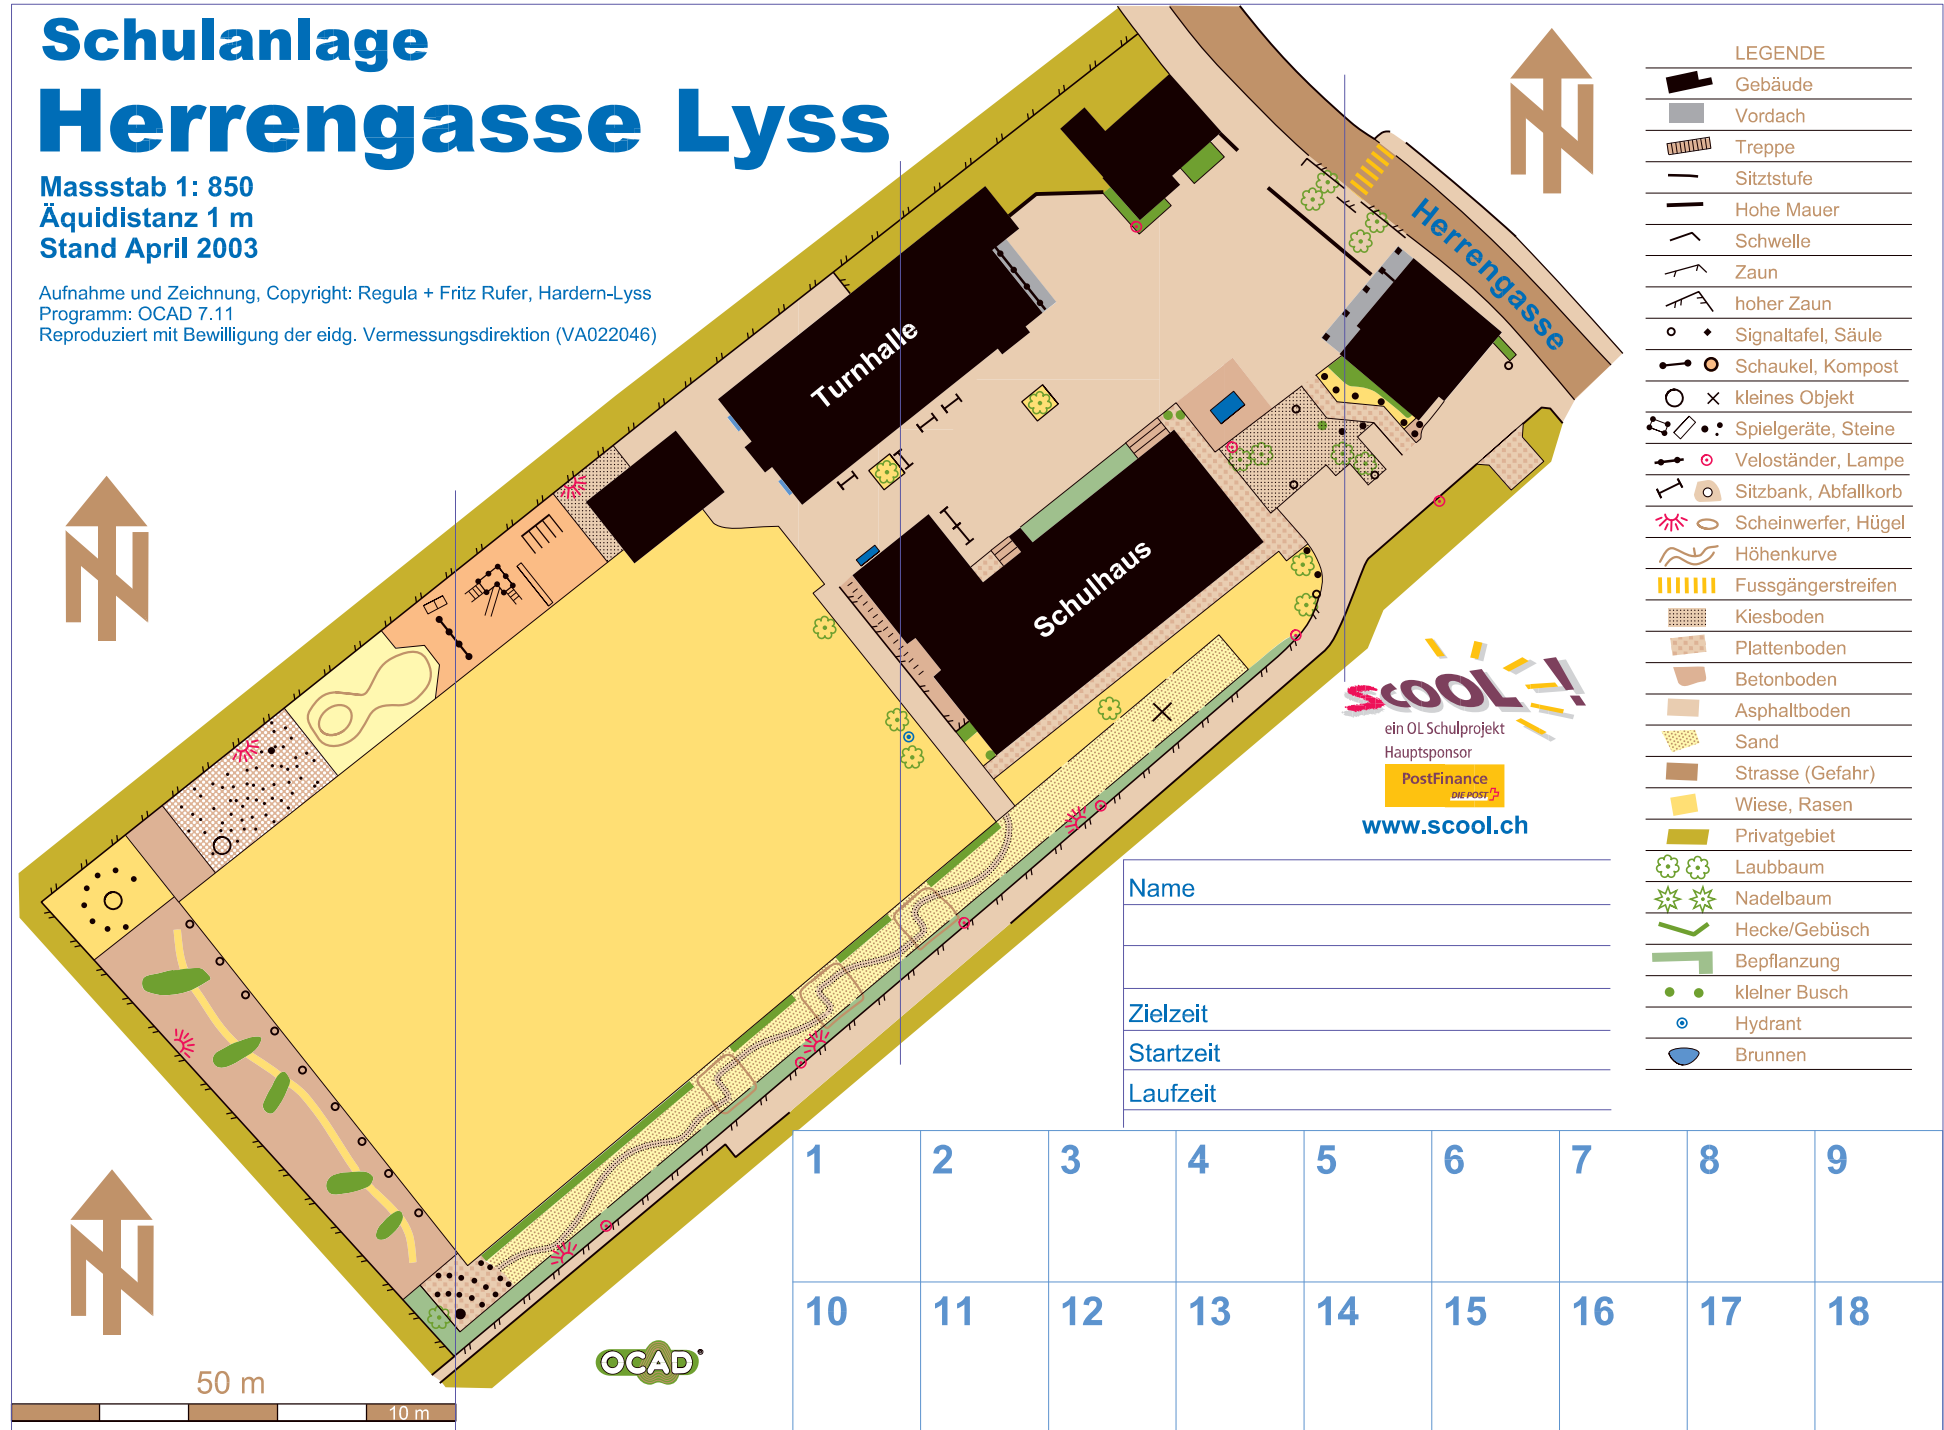 Schulanlage
Herrengasse Lyss
Massstab 1: 850
Äquidistanz 1 m
Stand April 2003
Aufnahme und Zeichnung, Copyright: Regula + Fritz Rufer, Hardern-Lyss
Programm: OCAD 7.11
Reproduziert mit Bewilligung der eidg. Vermessungsdirektion (VA022046)
N
N
N
Turnhalle
Schulhaus
Herrengasse
LEGENDE
Gebäude
Vordach
Treppe
Sitztstufe
Hohe Mauer
Schwelle
Zaun
hoher Zaun
Signaltafel, Säule
Schaukel, Kompost
kleines Objekt
Spielgeräte, Steine
Veloständer, Lampe
Sitzbank, Abfallkorb
Scheinwerfer, Hügel
Höhenkurve
Fussgängerstreifen
Kiesboden
Plattenboden
Betonboden
Asphaltboden
Sand
Strasse (Gefahr)
Wiese, Rasen
Privatgebiet
Laubbaum
Nadelbaum
Hecke/Gebüsch
Bepflanzung
kleiner Busch
Hydrant
Brunnen
scool!
ein OL Schulprojekt
Hauptsponsor
PostFinance
DIE POST
www.scool.ch
Name
Zielzeit
Startzeit
Laufzeit
1 2 3 4 5 6 7 8 9
10 11 12 13 14 15 16 17 18
OCAD®
50 m
10 m